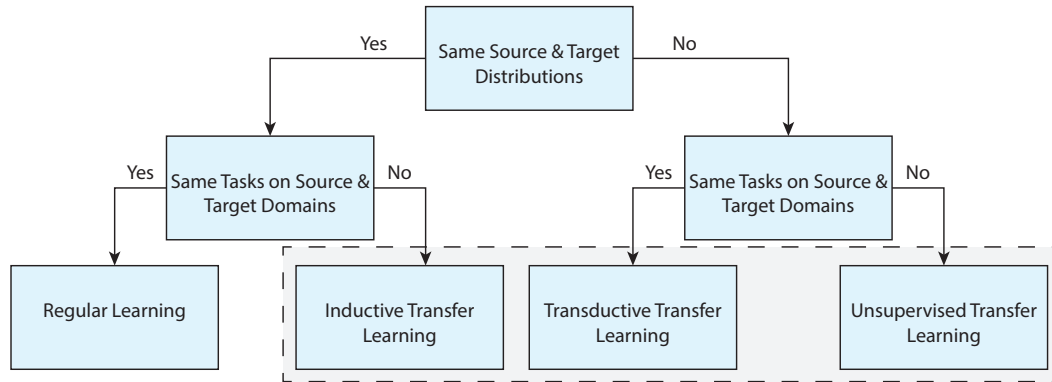 Yes
Same Source & Target
Distributions
No
Yes
Same Tasks on Source &
Target Domains
No
Yes
Same Tasks on Source &
Target Domains
No
Regular Learning
Inductive Transfer
Learning
Transductive Transfer
Learning
Unsupervised Transfer
Learning